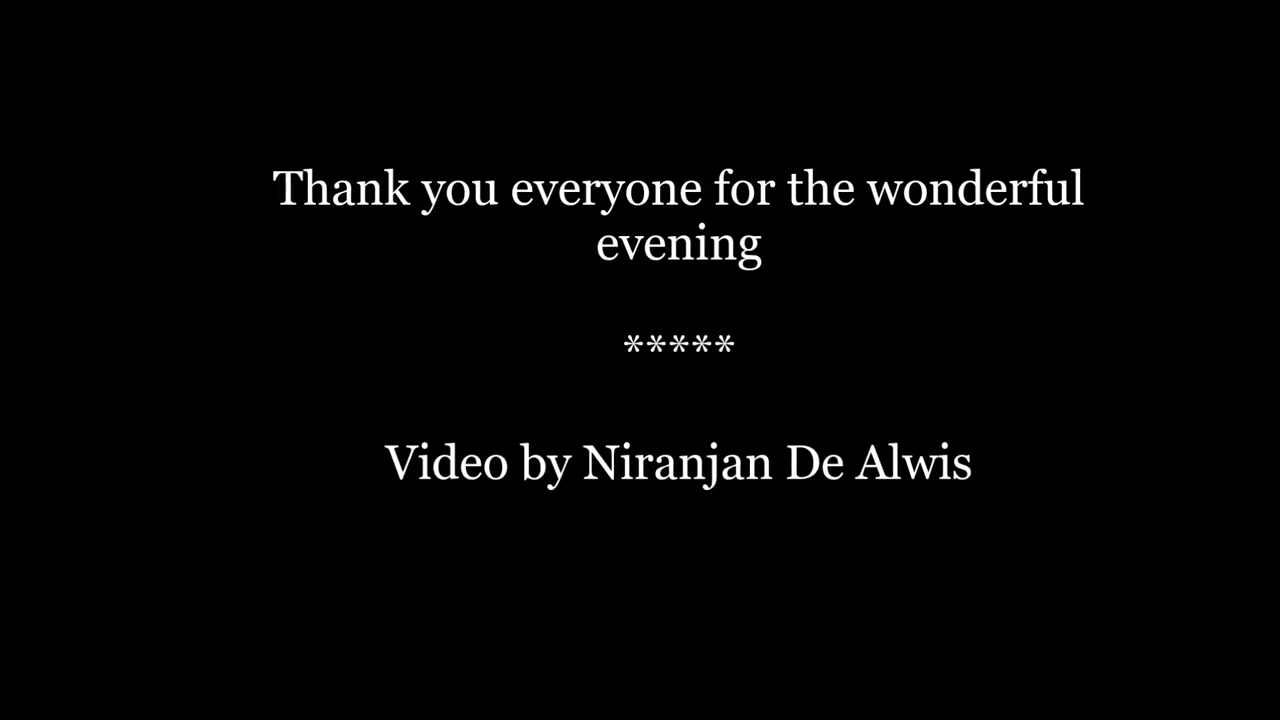 Thank you everyone for the wonderful
evening
*****
Video by Niranjan De Alwis